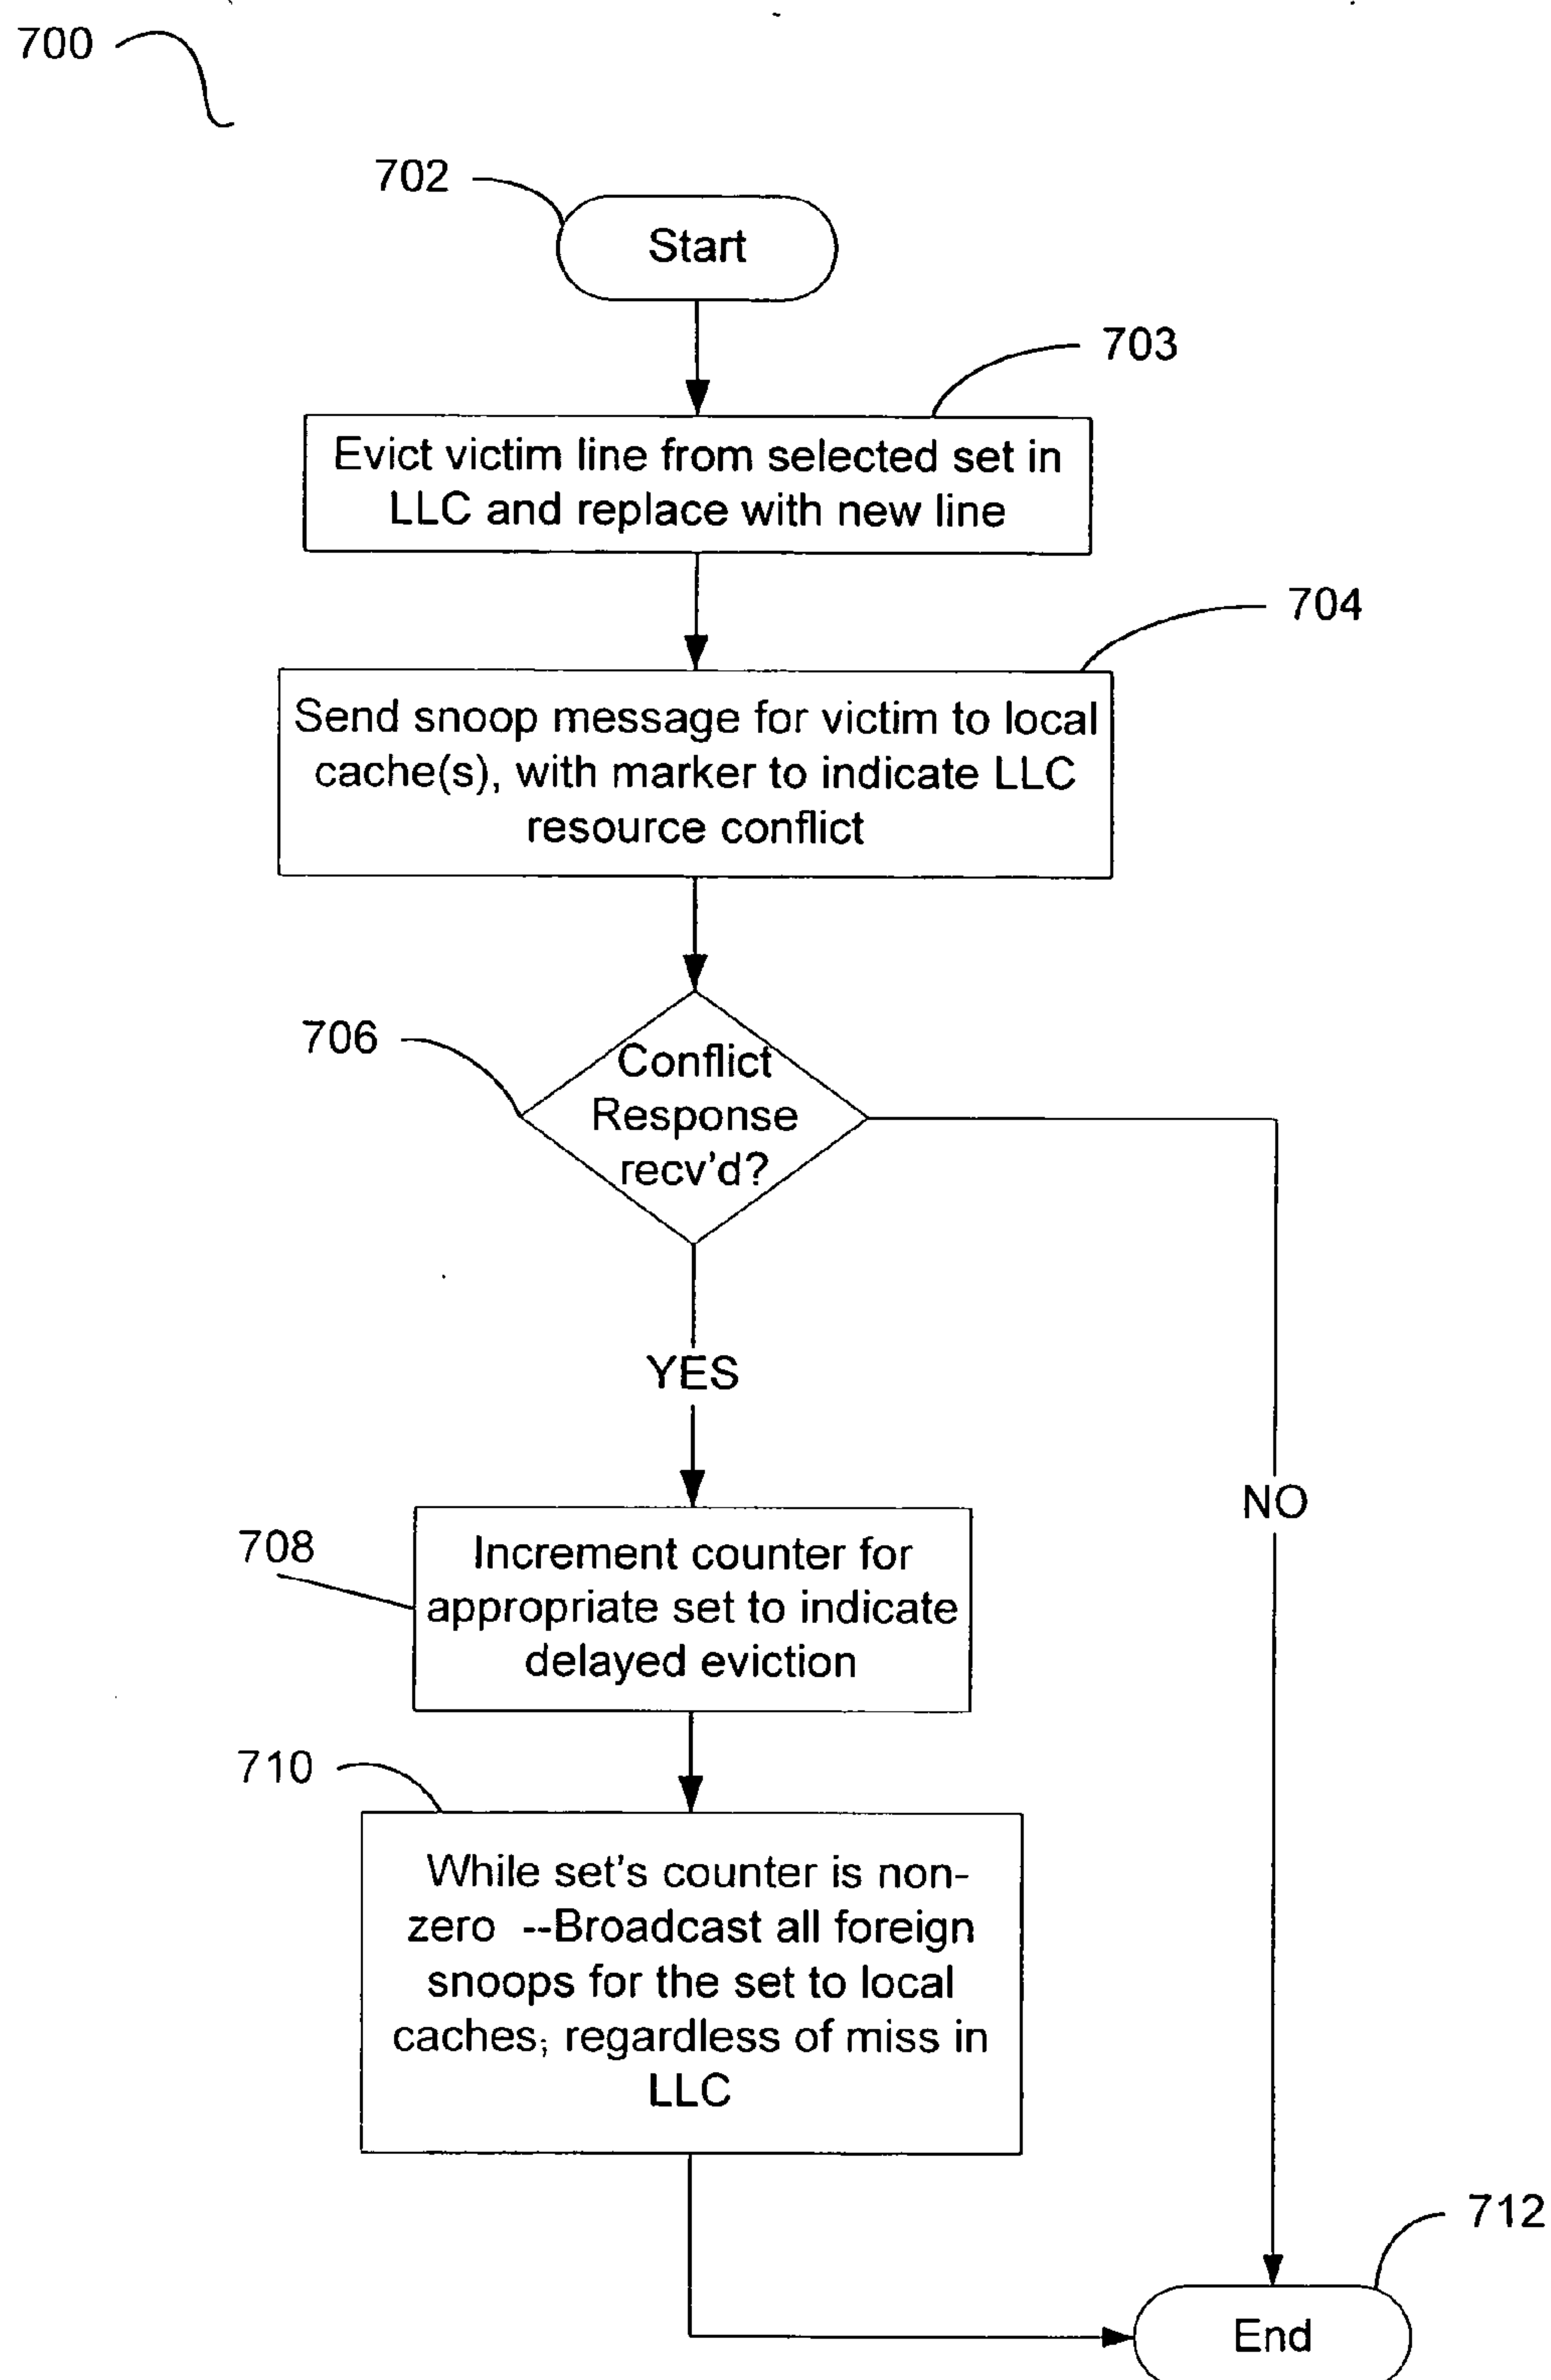 700
702
Start
703
Evict victim line from selected set in
LLC and replace with new line
704
Send snoop message for victim to local
cache(s), with marker to indicate LLC
resource conflict
706
Conflict
Response
recv'd?
YES
NO
708
Increment counter for
appropriate set to indicate
delayed eviction
710
While set's counter is non-
zero --Broadcast all foreign
snoops for the set to local
caches, regardless of miss in
LLC
712
End